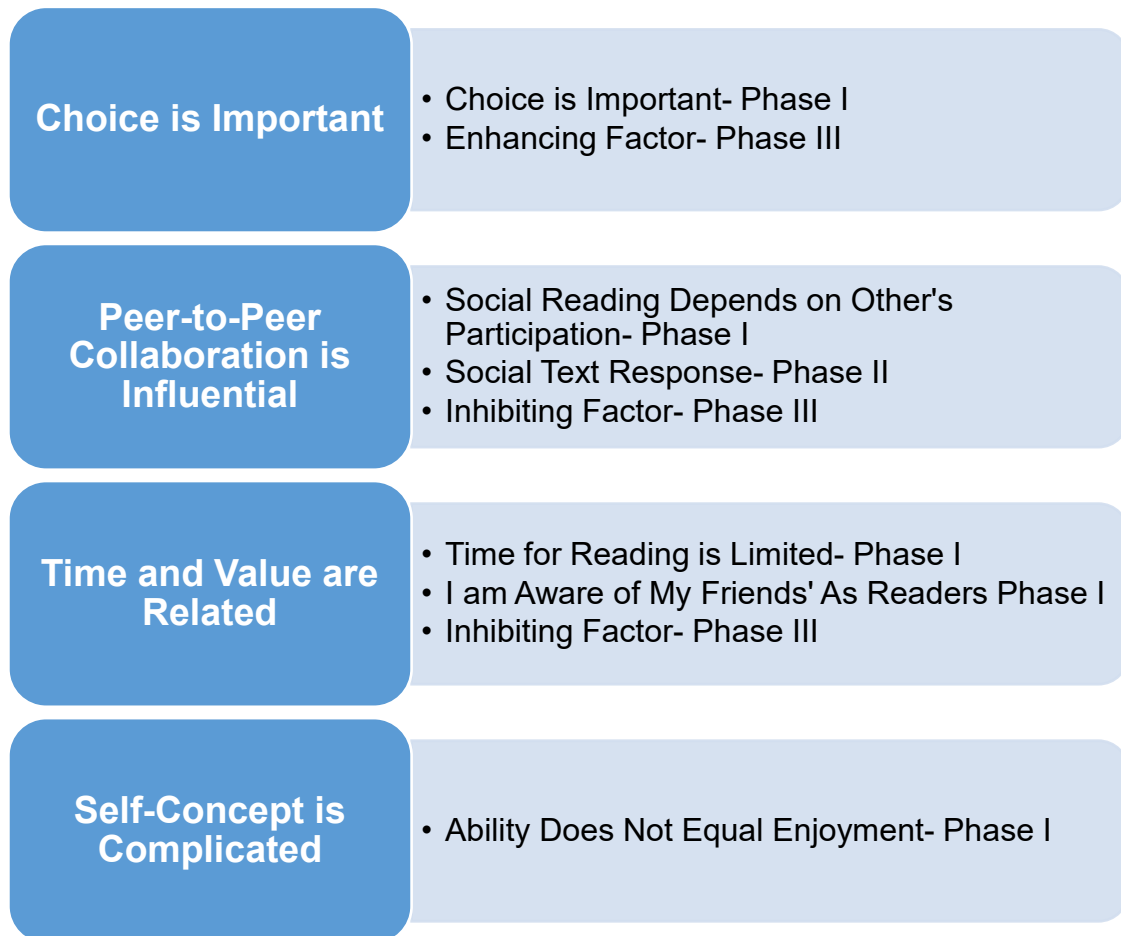 Choice is Important
• Choice is Important- Phase I
• Enhancing Factor- Phase III
Peer-to-Peer
Collaboration is
Influential
• Social Reading Depends on Other's
Participation- Phase I
• Social Text Response- Phase II
• Inhibiting Factor- Phase III
Time and Value are
Related
• Time for Reading is Limited- Phase I
• I am Aware of My Friends' As Readers Phase I
• Inhibiting Factor- Phase III
Self-Concept is
Complicated
• Ability Does Not Equal Enjoyment- Phase I